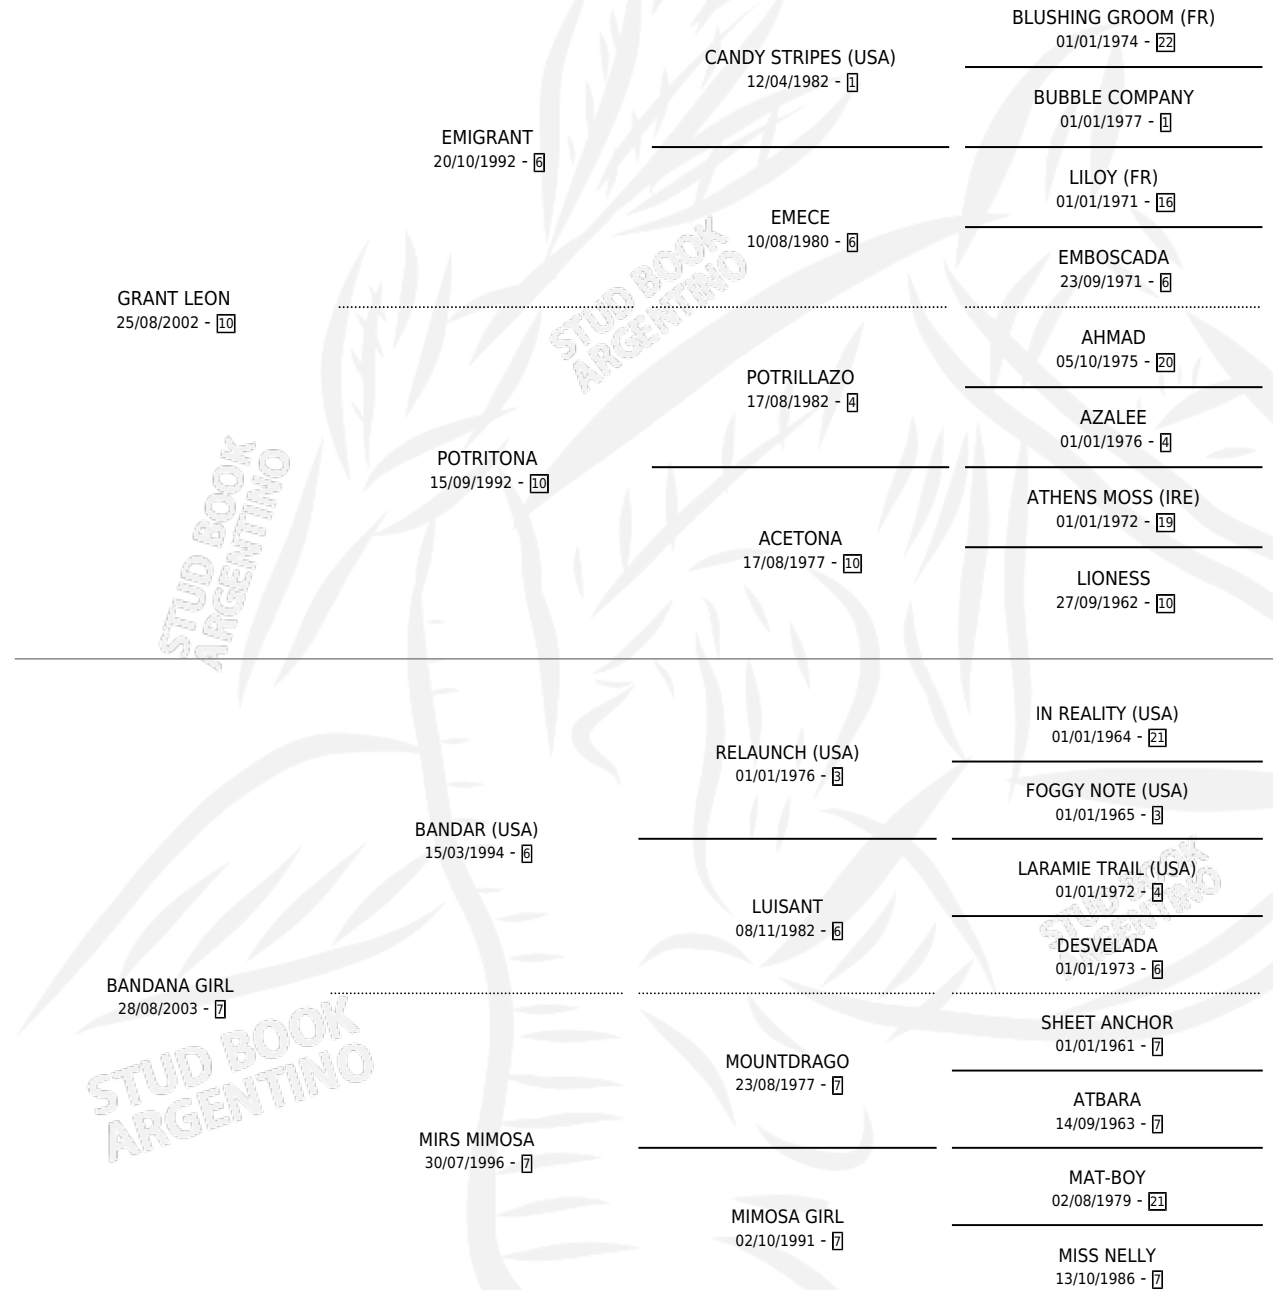 BLUSHING GROOM (FR)
01/01/1974 - 22
CANDY STRIPES (USA)
12/04/1982 - 1
BUBBLE COMPANY
01/01/1977 - 1
EMIGRANT
20/10/1992 - 6
LILOY (FR)
01/01/1971 - 16
EMECE
10/08/1980 - 6
EMBOSCADA
23/09/1971 - 6
GRANT LEON
25/08/2002 - 10
STUD BOOK
ARGENTINO
AHMAD
05/10/1975 - 20
POTRILLAZO
17/08/1982 - 4
AZALEE
01/01/1976 - 4
POTRITONA
15/09/1992 - 10
ATHENS MOSS (IRE)
01/01/1972 - 19
ACETONA
17/08/1977 - 10
LIONESS
27/09/1962 - 10
STUD BOOK
ARGENTINO
IN REALITY (USA)
01/01/1964 - 21
RELAUNCH (USA)
01/01/1976 - 3
FOGGY NOTE (USA)
01/01/1965 - 3
BANDAR (USA)
15/03/1994 - 6
LARAMIE TRAIL (USA)
01/01/1972 - 4
LUISANT
08/11/1982 - 6
STUD BOOK
ARGENTINO
DESVELADA
01/01/1973 - 6
BANDANA GIRL
28/08/2003 - 7
SHEET ANCHOR
01/01/1961 - 7
MOUNTDRAGO
23/08/1977 - 7
ATBARA
14/09/1963 - 7
STUD BOOK
ARGENTINO
MIRS MIMOSA
30/07/1996 - 7
MAT-BOY
02/08/1979 - 21
MIMOSA GIRL
02/10/1991 - 7
MISS NELLY
13/10/1986 - 7